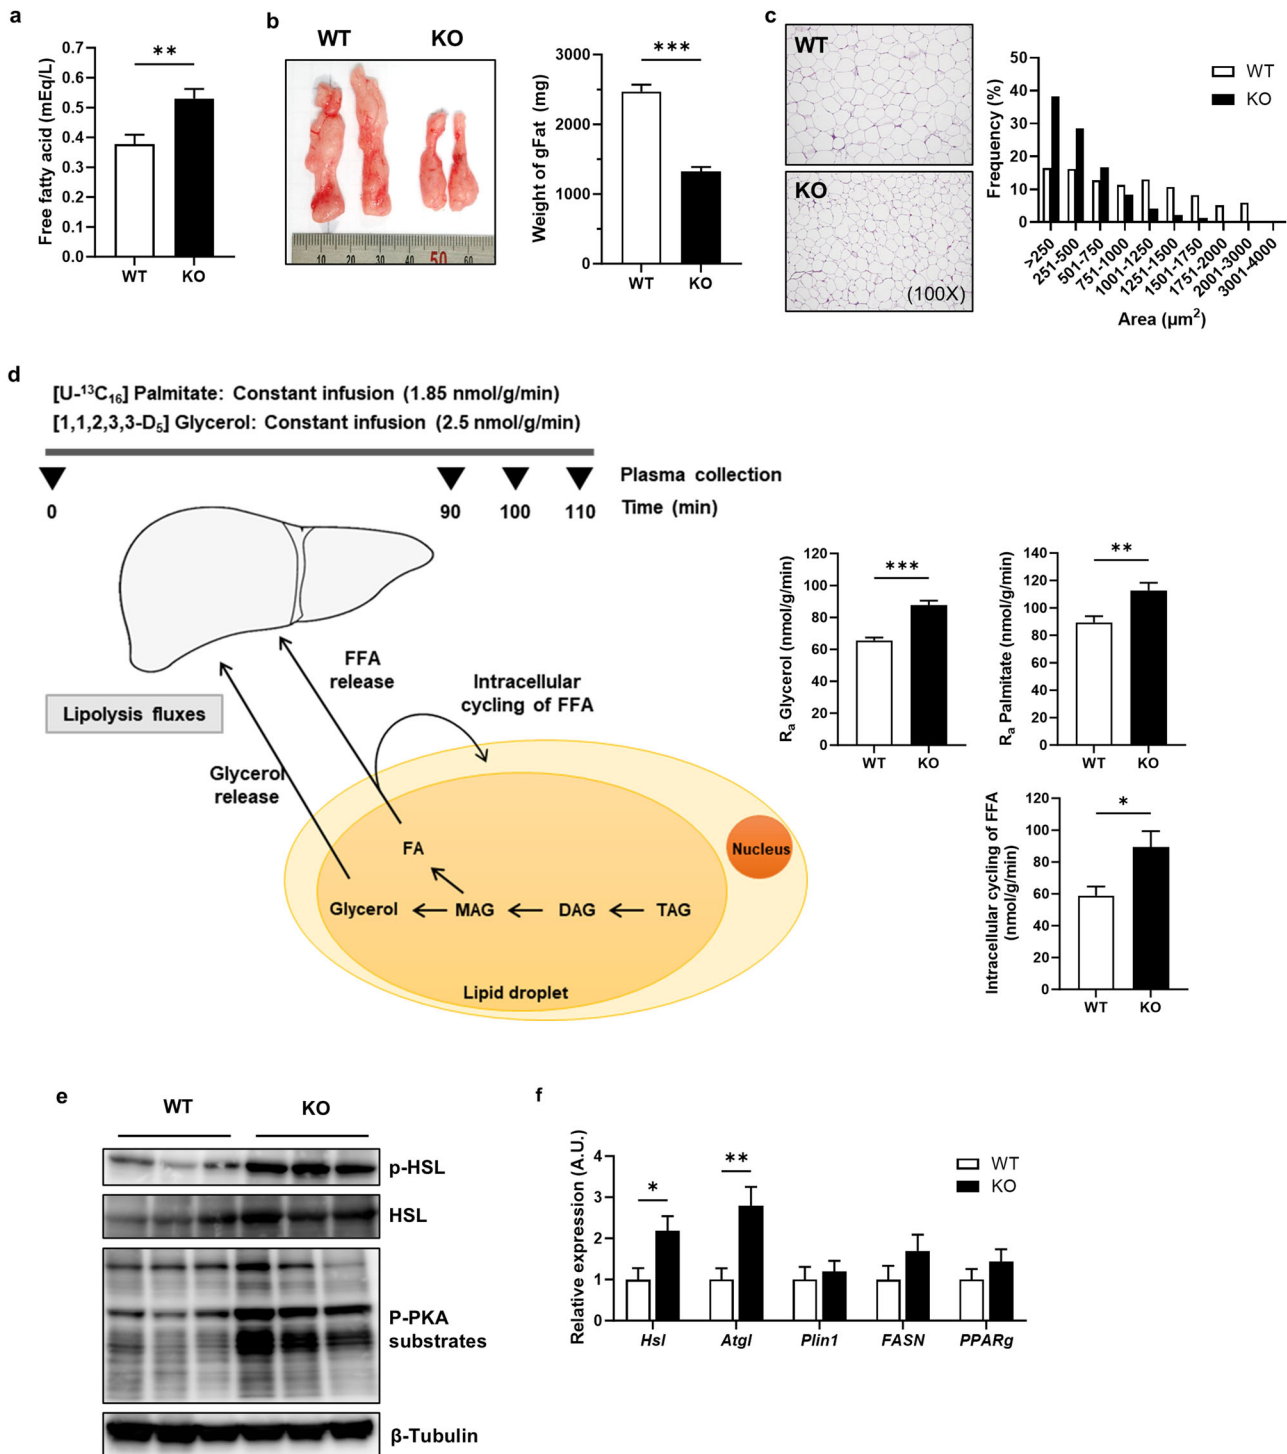 a
**
Free fatty acid (mEq/L)
0.7
0.6
0.5
0.4
0.3
0.2
0.1
0.0
WT
KO
b
WT KO
10 20 30 40 50 60
***
Weight of gFat (mg)
3000
2000
1000
0
WT
KO
c
WT
KO
(100X)
Frequency (%)
50
40
30
20
10
0
WT
KO
>250
251-500
501-750
751-1000
1001-1250
1251-1500
1501-1750
1751-2000
2001-3000
3001-4000
Area (µm²)
d
[U-¹³C₁₆] Palmitate: Constant infusion (1.85 nmol/g/min)
[1,1,2,3,3-D₅] Glycerol: Constant infusion (2.5 nmol/g/min)
Plasma collection
0 90 100 110 Time (min)
FFA
release
Intracellular
cycling of FFA
Lipolysis fluxes
Glycerol
release
FA
Nucleus
Glycerol MAG DAG TAG
Lipid droplet
***
Rₐ Glycerol (nmol/g/min)
120
100
80
60
40
20
0
WT
KO
**
Rₐ Palmitate (nmol/g/min)
140
120
100
80
60
40
20
0
WT
KO
*
Intracellular cycling of FFA
(nmol/g/min)
120
100
80
60
40
20
0
WT
KO
e
WT KO
p-HSL
HSL
P-PKA
substrates
β-Tubulin
f
Relative expression (A.U.)
4
3
2
1
0
*
**
WT
KO
Hsl
Atgl
Plin1
FASN
PPARg